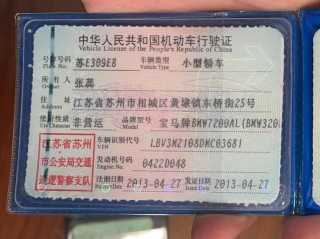 中华人民共和国机动车行驶证
Vehicle License of the People's Republic of China
号牌号码 苏E309E8 车辆类型 小型轿车
Plate No. Vehicle Type
所有人 张蕊
Owner
住址 江苏省苏州市相城区黄埭镇东桥街25号
Address
使用性质 非营运 品牌型号 宝马牌BMW7200AL(BMW320
江苏省苏州 车辆识别代号 LBV3M2108DMC03681
市公安局交通 VIN
巡逻警察支队 发动机号码 0422D048
Engine No.
注册日期 2013-04-27 发证日期 2013-04-27
Register Date Issue Date